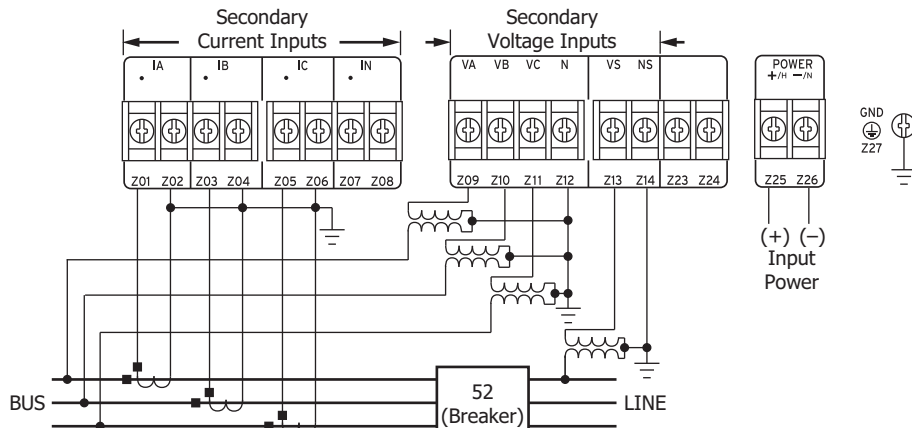 Secondary
Current Inputs
Secondary
Voltage Inputs
IA IB IC IN
VA VB VC N VS NS
POWER
+/H −/N
GND
Z27
Z01 Z02 Z03 Z04 Z05 Z06 Z07 Z08
Z09 Z10 Z11 Z12 Z13 Z14 Z23 Z24
Z25 Z26
(+) (−)
Input
Power
BUS
52
(Breaker)
LINE